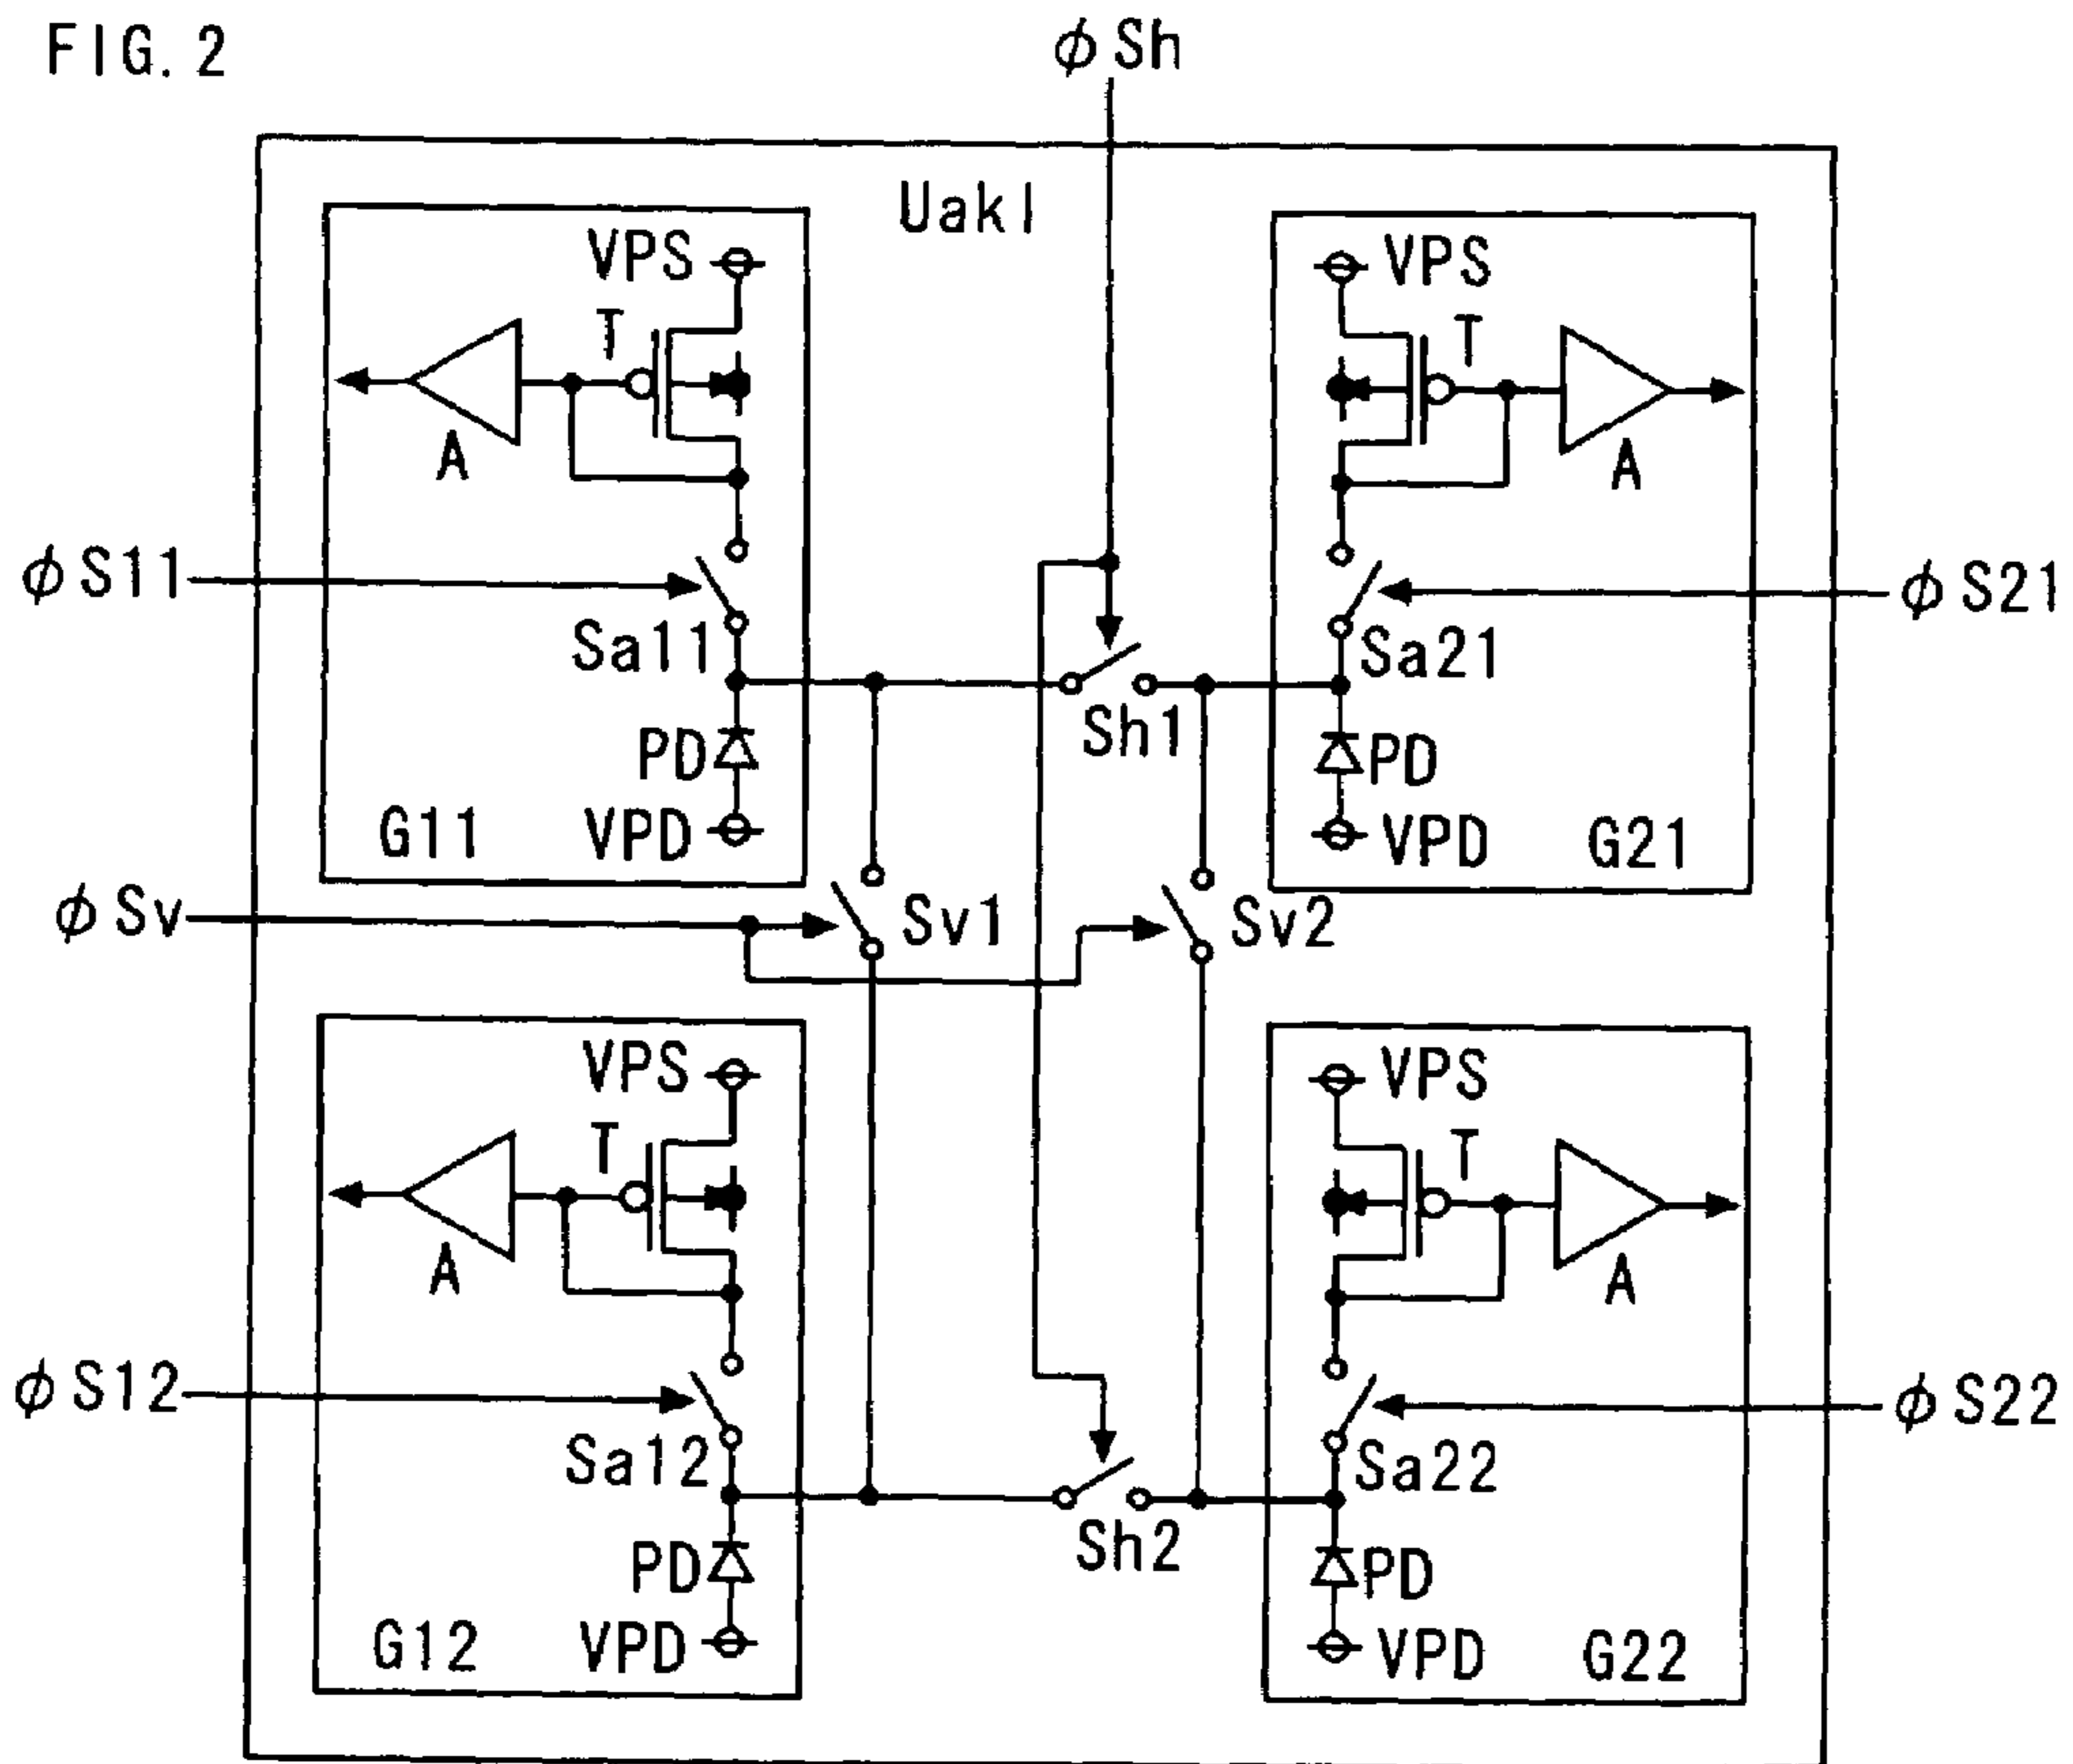 FIG. 2
φSh
Uakl
VPS
T
A
φS11
Sa11
PD
VPD
G11
VPS
T
A
φS21
Sa21
PD
VPD
G21
Sh1
φSv
Sv1
Sv2
VPS
T
A
φS12
Sa12
PD
VPD
G12
VPS
T
A
φS22
Sa22
PD
VPD
G22
Sh2